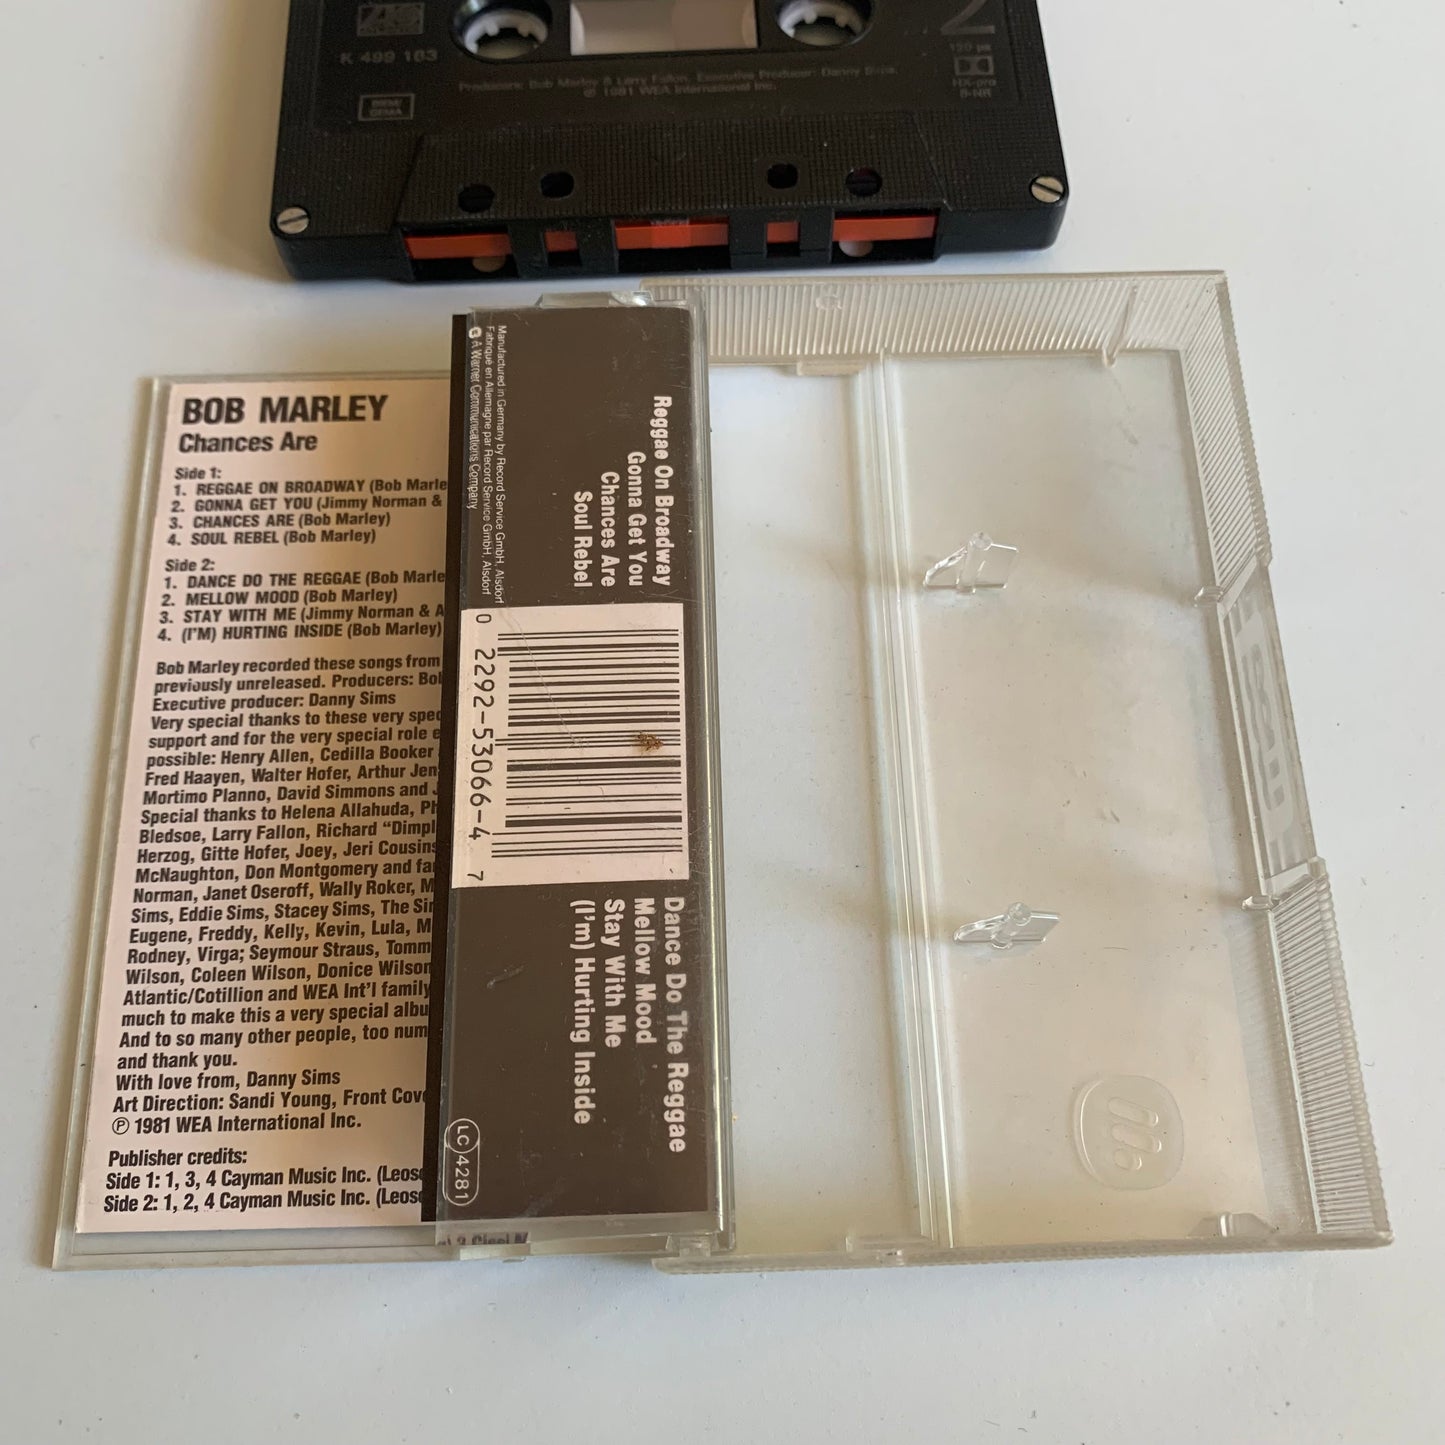 K 499 103
Producers: Bob Marley & Larry Fallon. Executive Producer: Danny Sims.
℗ 1981 WEA International Inc.
BIEM/
GEMA
2
120 µs
HX-pro
B-NR
BOB MARLEY
Chances Are
Side 1:
1. REGGAE ON BROADWAY (Bob Marle
2. GONNA GET YOU (Jimmy Norman &
3. CHANCES ARE (Bob Marley)
4. SOUL REBEL (Bob Marley)
Side 2:
1. DANCE DO THE REGGAE (Bob Marle
2. MELLOW MOOD (Bob Marley)
3. STAY WITH ME (Jimmy Norman & A
4. (I'M) HURTING INSIDE (Bob Marley)
Bob Marley recorded these songs from
previously unreleased. Producers: Bob
Executive producer: Danny Sims
Very special thanks to these very spec
support and for the very special role e
possible: Henry Allen, Cedilla Booker
Fred Haayen, Walter Hofer, Arthur Jen
Mortimo Planno, David Simmons and J
Special thanks to Helena Allahuda, Ph
Bledsoe, Larry Fallon, Richard “Dimpl
Herzog, Gitte Hofer, Joey, Jeri Cousins
McNaughton, Don Montgomery and fa
Norman, Janet Oseroff, Wally Roker, M
Sims, Eddie Sims, Stacey Sims, The Sir
Eugene, Freddy, Kelly, Kevin, Lula, M
Rodney, Virga; Seymour Straus, Tomm
Wilson, Coleen Wilson, Donice Wilson
Atlantic/Cotillion and WEA Int'l family
much to make this a very special albu
And to so many other people, too num
and thank you.
With love from, Danny Sims
Art Direction: Sandi Young, Front Cove
℗ 1981 WEA International Inc.
Publisher credits:
Side 1: 1, 3, 4 Cayman Music Inc. (Leos
Side 2: 1, 2, 4 Cayman Music Inc. (Leos
Reggae On Broadway
Gonna Get You
Chances Are
Soul Rebel
Manufactured in Germany by Record Service GmbH, Alsdorf
Fabriqué en Allemagne par Record Service GmbH, Alsdorf
A Warner Communications Company
0 2292-53066-4 7
Dance Do The Reggae
Mellow Mood
Stay With Me
(I'm) Hurting Inside
LC 4281